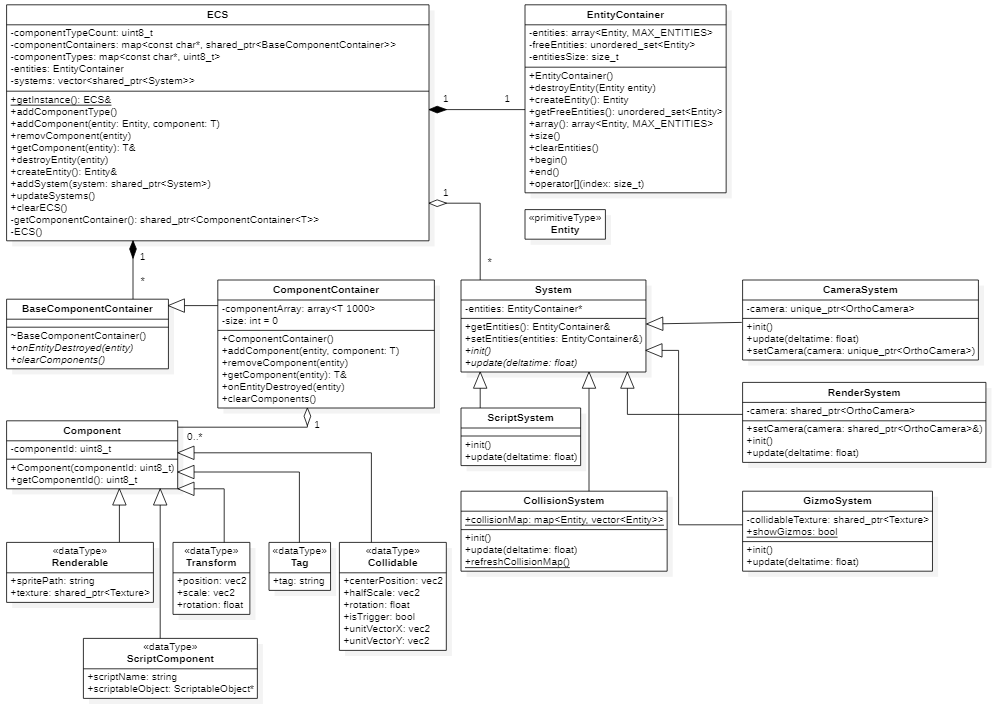 ECS
-componentTypeCount: uint8_t
-componentContainers: map<const char*, shared_ptr<BaseComponentContainer>>
-componentTypes: map<const char*, uint8_t>
-entities: EntityContainer
-systems: vector<shared_ptr<System>>
+getInstance(): ECS&
+addComponentType()
+addComponent(entity: Entity, component: T)
+removComponent(entity)
+getComponent(entity): T&
+destroyEntity(entity)
+createEntity(): Entity&
+addSystem(system: shared_ptr<System>)
+updateSystems()
+clearECS()
-getComponentContainer(): shared_ptr<ComponentContainer<T>>
-ECS()
1
1
EntityContainer
-entities: array<Entity, MAX_ENTITIES>
-freeEntities: unordered_set<Entity>
-entitiesSize: size_t
+EntityContainer()
+destroyEntity(Entity entity)
+createEntity(): Entity
+getFreeEntities(): unordered_set<Entity>
+array(): array<Entity, MAX_ENTITIES>
+size()
+clearEntities()
+begin()
+end()
+operator[](index: size_t)
1
*
«primitiveType»
Entity
1
*
BaseComponentContainer
~BaseComponentContainer()
+onEntityDestroyed(entity)
+clearComponents()
ComponentContainer
-componentArray: array<T 1000>
-size: int = 0
+ComponentContainer()
+addComponent(entity, component: T)
+removeComponent(entity)
+getComponent(entity): T&
+onEntityDestroyed(entity)
+clearComponents()
1
0..*
System
-entities: EntityContainer*
+getEntities(): EntityContainer&
+setEntities(entities: EntityContainer&)
+init()
+update(deltatime: float)
CameraSystem
-camera: unique_ptr<OrthoCamera>
+init()
+update(deltatime: float)
+setCamera(camera: unique_ptr<OrthoCamera>)
RenderSystem
-camera: shared_ptr<OrthoCamera>
+setCamera(camera: shared_ptr<OrthoCamera>&)
+init()
+update(deltatime: float)
ScriptSystem
+init()
+update(deltatime: float)
Component
-componentId: uint8_t
+Component(componentId: uint8_t)
+getComponentId(): uint8_t
CollisionSystem
+collisionMap: map<Entity, vector<Entity>>
+init()
+update(deltatime: float)
+refreshCollisionMap()
GizmoSystem
-collidableTexture: shared_ptr<Texture>
+showGizmos: bool
+init()
+update(deltatime: float)
«dataType»
Renderable
+spritePath: string
+texture: shared_ptr<Texture>
«dataType»
Transform
+position: vec2
+scale: vec2
+rotation: float
«dataType»
Tag
+tag: string
«dataType»
Collidable
+centerPosition: vec2
+halfScale: vec2
+rotation: float
+isTrigger: bool
+unitVectorX: vec2
+unitVectorY: vec2
«dataType»
ScriptComponent
+scriptName: string
+scriptableObject: ScriptableObject*